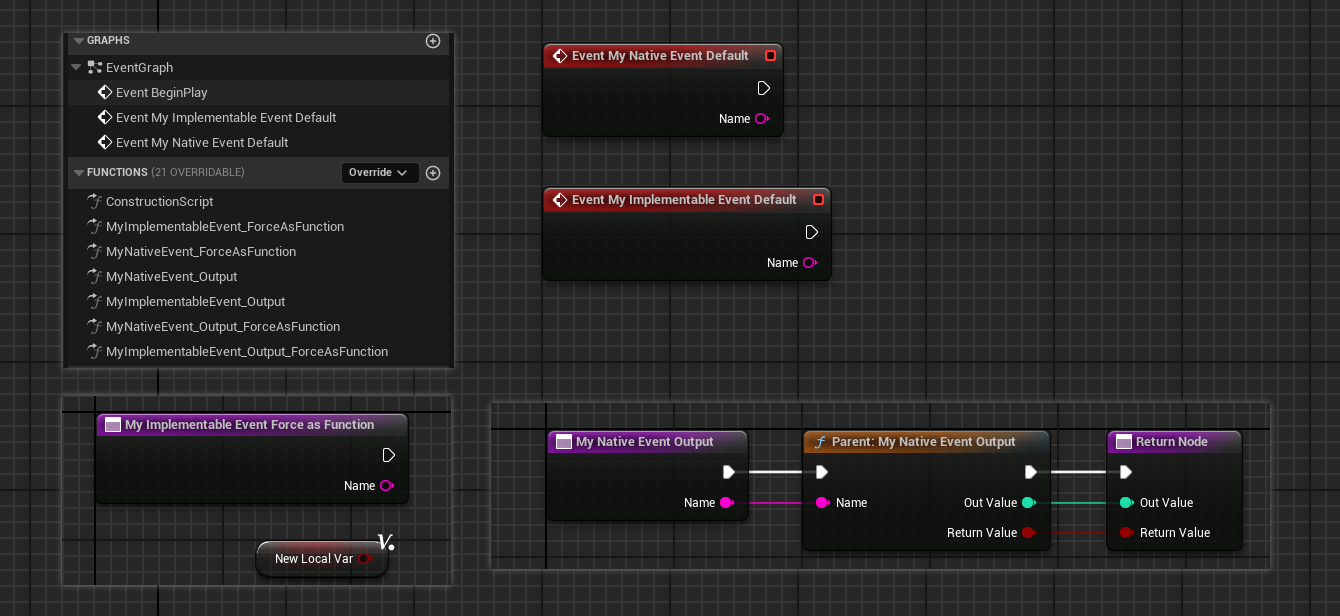 GRAPHS
EventGraph
Event BeginPlay
Event My Implementable Event Default
Event My Native Event Default
FUNCTIONS (21 OVERRIDABLE) Override
ConstructionScript
MyImplementableEvent_ForceAsFunction
MyNativeEvent_ForceAsFunction
MyNativeEvent_Output
MyImplementableEvent_Output
MyNativeEvent_Output_ForceAsFunction
MyImplementableEvent_Output_ForceAsFunction
Event My Native Event Default
Name
Event My Implementable Event Default
Name
My Implementable Event Force as Function
Name
V.
New Local Var
My Native Event Output
Name
f Parent: My Native Event Output
Name Out Value
Return Value
Return Node
Out Value
Return Value